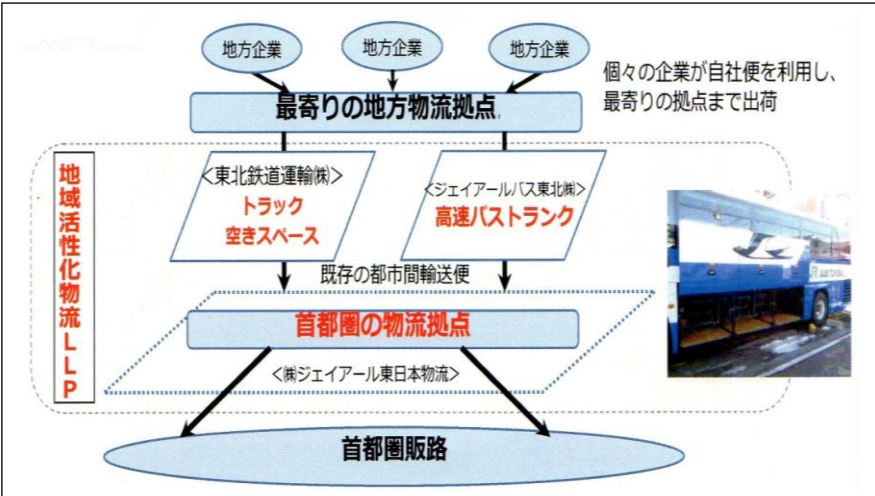 地方企業
地方企業
地方企業
個々の企業が自社便を利用し、
最寄りの拠点まで出荷
最寄りの地方物流拠点
地域活性化物流LLP
<東北鉄道運輸㈱>
トラック
空きスペース
<ジェイアールバス東北㈱>
高速バストランク
既存の都市間輸送便
首都圏の物流拠点
<㈱ジェイアール東日本物流>
首都圏販路